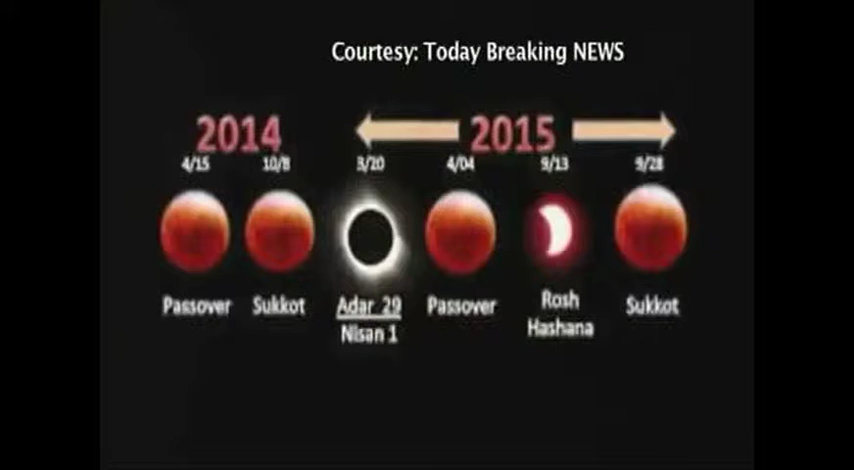 Courtesy: Today Breaking NEWS
2014
2015
4/15
10/8
3/20
4/04
9/13
9/28
Passover
Sukkot
Adar 29
Nisan 1
Passover
Rosh
Hashana
Sukkot